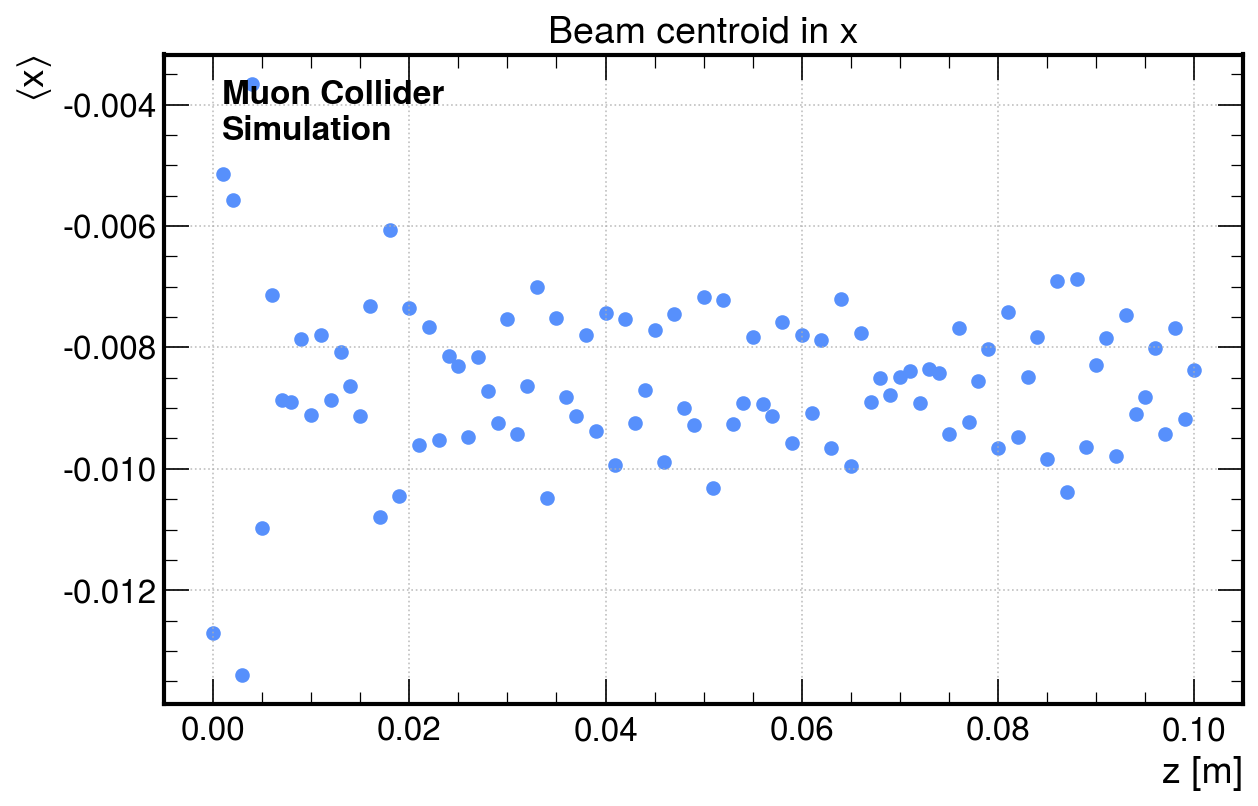 Beam centroid in x
⟨x⟩
Muon Collider
Simulation
-0.004
-0.006
-0.008
-0.010
-0.012
0.00 0.02 0.04 0.06 0.08 0.10
z [m]